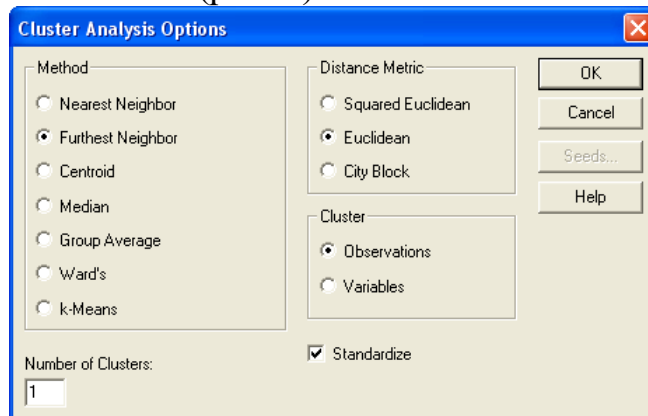 Cluster Analysis Options
Method
Nearest Neighbor
Furthest Neighbor
Centroid
Median
Group Average
Ward's
k-Means
Number of Clusters:
1
Distance Metric
Squared Euclidean
Euclidean
City Block
Cluster
Observations
Variables
Standardize
OK
Cancel
Seeds...
Help